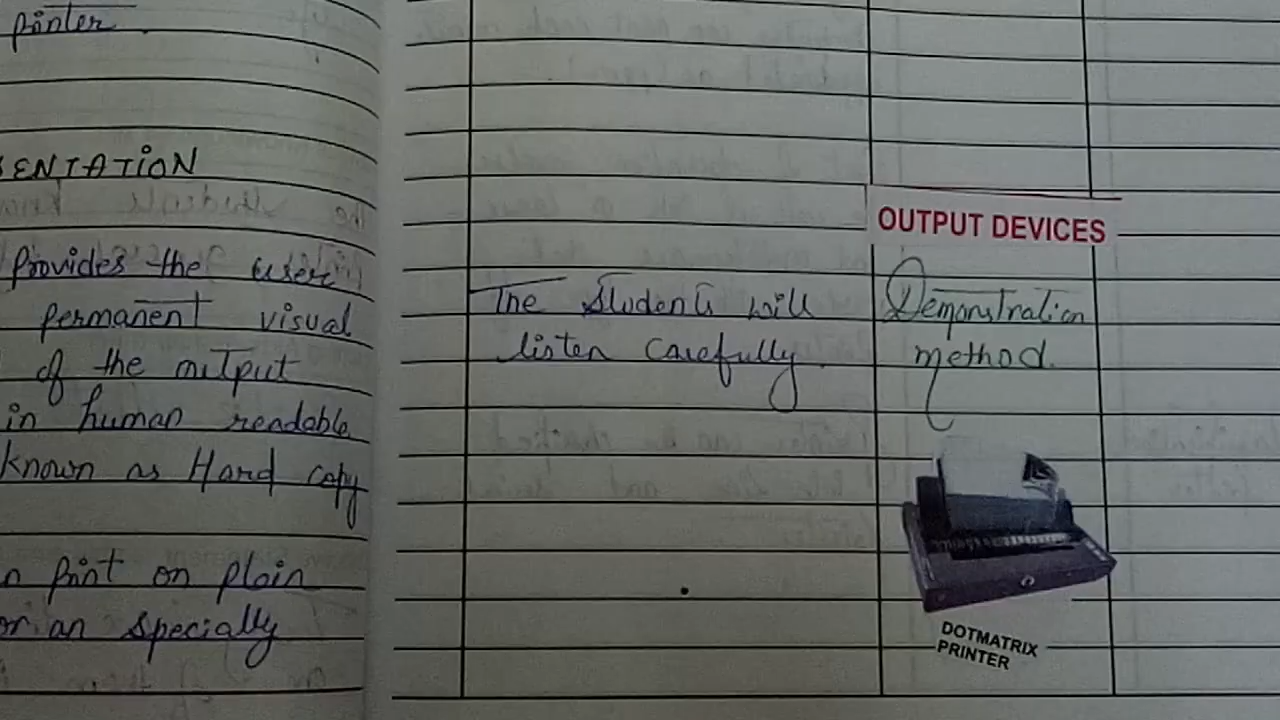 printer.
ENTATION
Provides the user
permanent visual
of the output
in human readable
known as Hard copy
n print on plain
or an specially
The Students will
listen carefully.
OUTPUT DEVICES
Demonstration
method.
DOTMATRIX
PRINTER